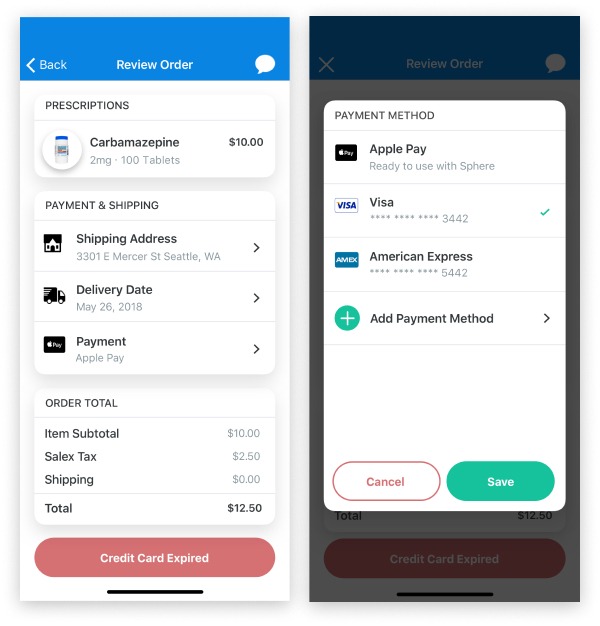 Back
Review Order
PRESCRIPTIONS
Carbamazepine
$10.00
2mg · 100 Tablets
PAYMENT & SHIPPING
Shipping Address
3301 E Mercer St Seattle, WA
Delivery Date
May 26, 2018
Pay
Payment
Apple Pay
ORDER TOTAL
Item Subtotal
$10.00
Salex Tax
$2.50
Shipping
$0.00
Total
$12.50
Credit Card Expired
Review Order
PAYMENT METHOD
Pay
Apple Pay
Ready to use with Sphere
VISA
Visa
**** **** **** 3442
AMEX
American Express
**** **** **** 5442
Add Payment Method
Cancel
Save
Total
$12.50
Credit Card Expired